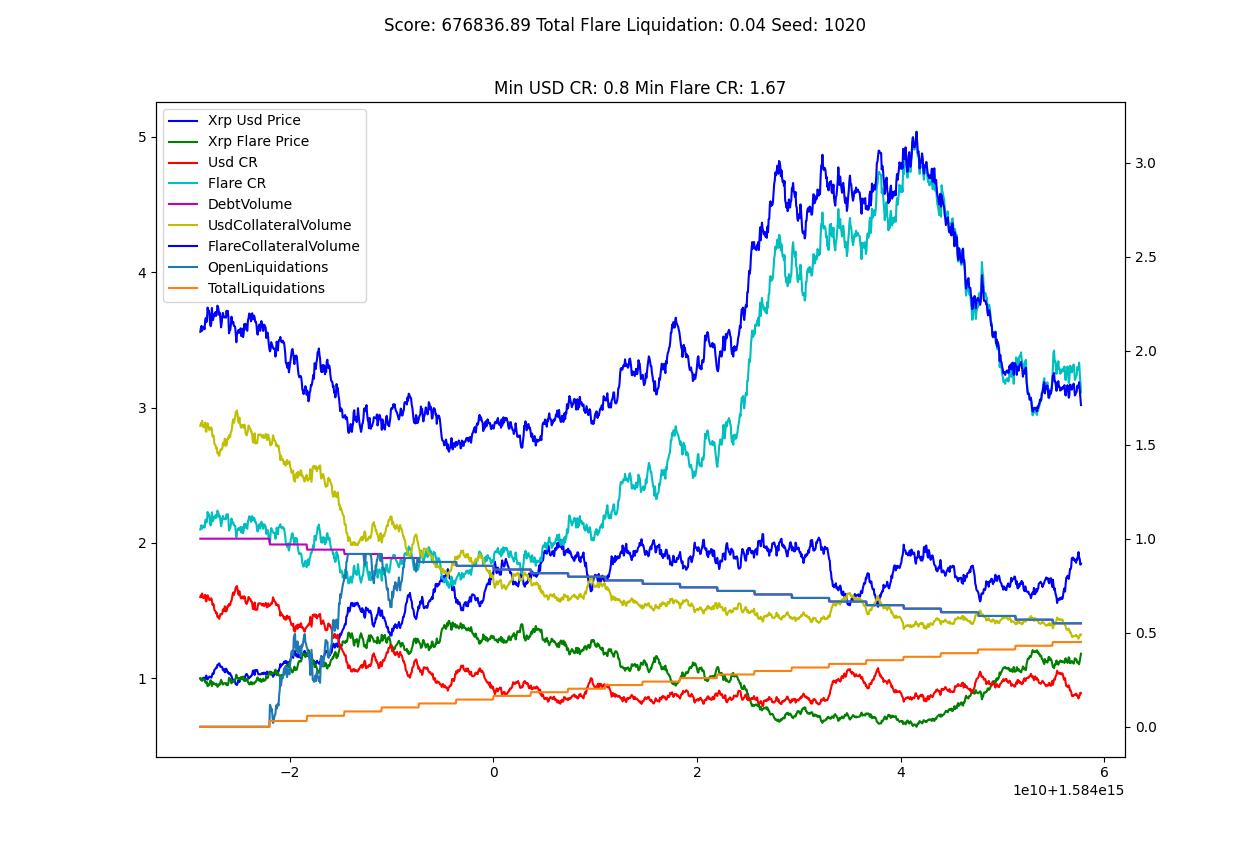 Score: 676836.89 Total Flare Liquidation: 0.04 Seed: 1020
Min USD CR: 0.8 Min Flare CR: 1.67
Xrp Usd Price
Xrp Flare Price
Usd CR
Flare CR
DebtVolume
UsdCollateralVolume
FlareCollateralVolume
OpenLiquidations
TotalLiquidations
5
4
3
2
1
3.0
2.5
2.0
1.5
1.0
0.5
0.0
−2
0
2
4
6
1e10+1.584e15